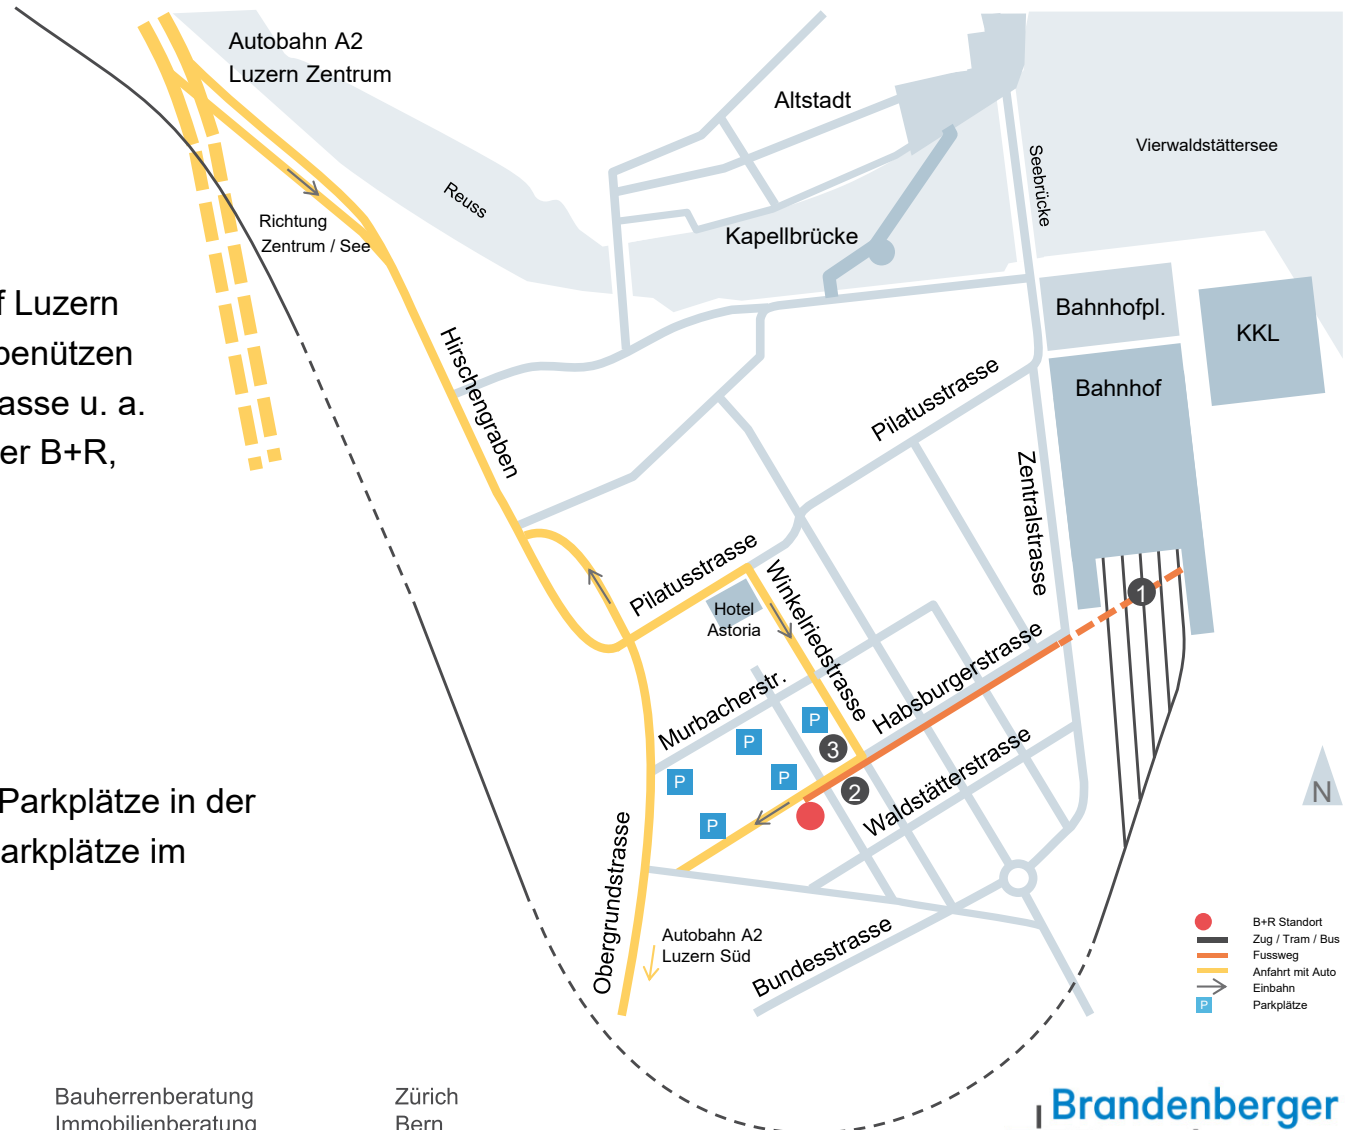 Autobahn A2
Luzern Zentrum
Altstadt
Vierwaldstättersee
Seebrücke
Reuss
Richtung
Zentrum / See
Kapellbrücke
f Luzern
benützen
asse u. a.
er B+R,
Bahnhofpl.
KKL
Bahnhof
Hirschengraben
Pilatusstrasse
Zentralstrasse
Pilatusstrasse
Winkelriedstrasse
Hotel
Astoria
1
Habsburgerstrasse
Murbacherstr.
P
P
3
P
P
2
P
Waldstätterstrasse
N
Parkplätze in der
arkplätze im
Obergrundstrasse
Autobahn A2
Luzern Süd
Bundesstrasse
B+R Standort
Zug / Tram / Bus
Fussweg
Anfahrt mit Auto
Einbahn
P Parkplätze
Bauherrenberatung
Immobilienberatung
Zürich
Bern
Brandenberger